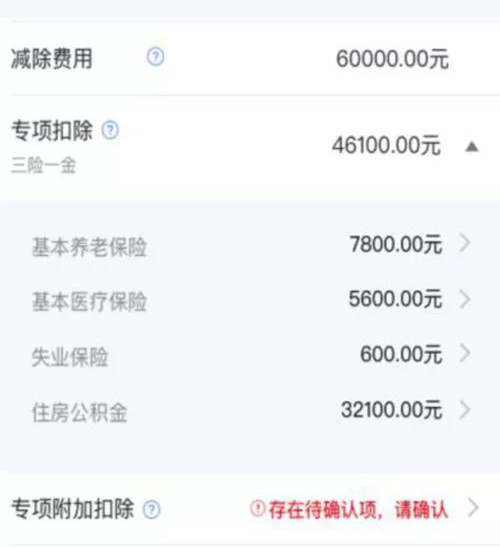 减除费用 ? 60000.00元
专项扣除 ? 46100.00元
三险一金
基本养老保险 7800.00元
基本医疗保险 5600.00元
失业保险 600.00元
住房公积金 32100.00元
专项附加扣除 ? ! 存在待确认项，请确认